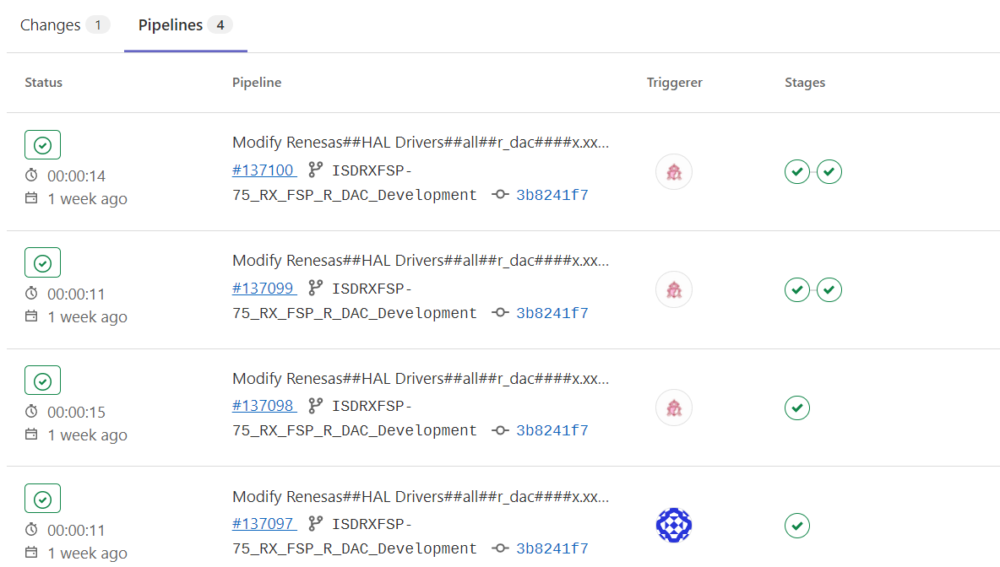 Changes 1 Pipelines 4
Status Pipeline Triggerer Stages
Modify Renesas##HAL Drivers##all##r_dac####x.xx...
#137100 ISDRXFSP-
00:00:14
75_RX_FSP_R_DAC_Development 3b8241f7
1 week ago
Modify Renesas##HAL Drivers##all##r_dac####x.xx...
#137099 ISDRXFSP-
00:00:11
75_RX_FSP_R_DAC_Development 3b8241f7
1 week ago
Modify Renesas##HAL Drivers##all##r_dac####x.xx...
#137098 ISDRXFSP-
00:00:15
75_RX_FSP_R_DAC_Development 3b8241f7
1 week ago
Modify Renesas##HAL Drivers##all##r_dac####x.xx...
#137097 ISDRXFSP-
00:00:11
75_RX_FSP_R_DAC_Development 3b8241f7
1 week ago